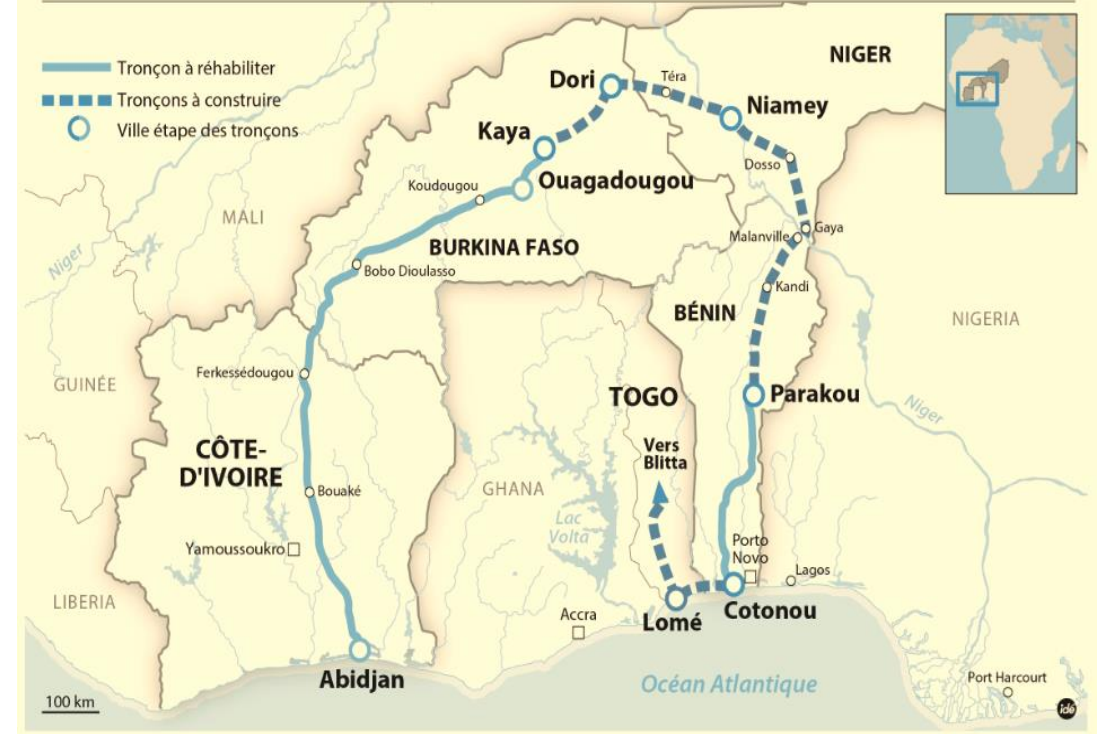 Tronçon à réhabiliter
Tronçons à construire
Ville étape des tronçons
NIGER
Dori
Téra
Niamey
Kaya
Dosso
Koudougou
Ouagadougou
MALI
Gaya
Malanville
BURKINA FASO
Niger
Bobo Dioulasso
Kandi
BÉNIN
NIGERIA
Ferkessédougou
GUINÉE
TOGO
Parakou
Niger
CÔTE-
D'IVOIRE
Vers
Blitta
Bouaké
GHANA
Lac
Volta
Yamoussoukro
Porto
Novo
Lagos
LIBERIA
Accra
Lomé
Cotonou
Abidjan
Océan Atlantique
Port Harcourt
100 km
idé